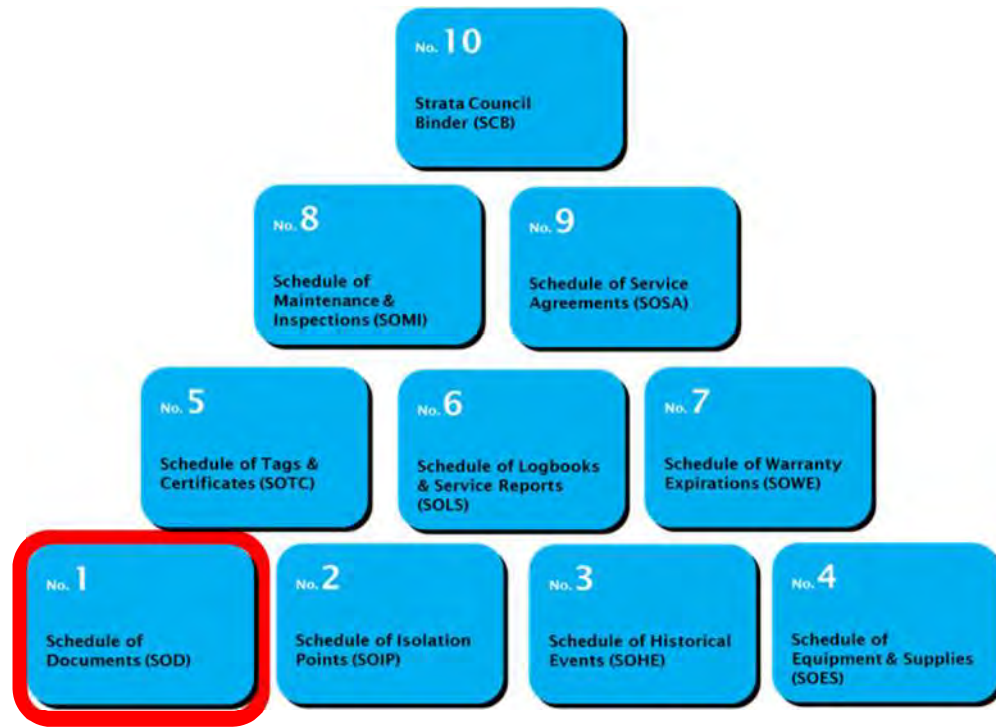 No. 10
Strata Council
Binder (SCB)
No. 8
Schedule of
Maintenance &
Inspections (SOMI)
No. 9
Schedule of Service
Agreements (SOSA)
No. 5
Schedule of Tags &
Certificates (SOTC)
No. 6
Schedule of Logbooks
& Service Reports
(SOLS)
No. 7
Schedule of Warranty
Expirations (SOWE)
No. 1
Schedule of
Documents (SOD)
No. 2
Schedule of Isolation
Points (SOIP)
No. 3
Schedule of Historical
Events (SOHE)
No. 4
Schedule of
Equipment & Supplies
(SOES)